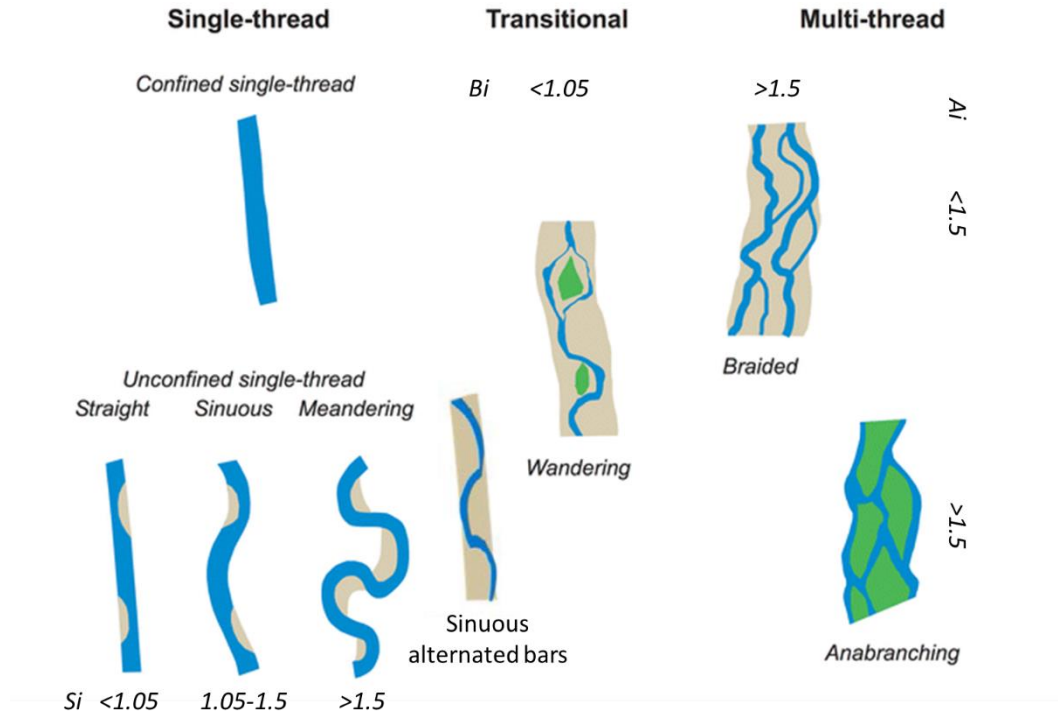 Single-thread
Transitional
Multi-thread
Confined single-thread
Bi <1.05 >1.5
Ai
<1.5
Braided
Unconfined single-thread
Straight Sinuous Meandering
Wandering
>1.5
Sinuous
alternated bars
Anabranching
Si <1.05 1.05-1.5 >1.5